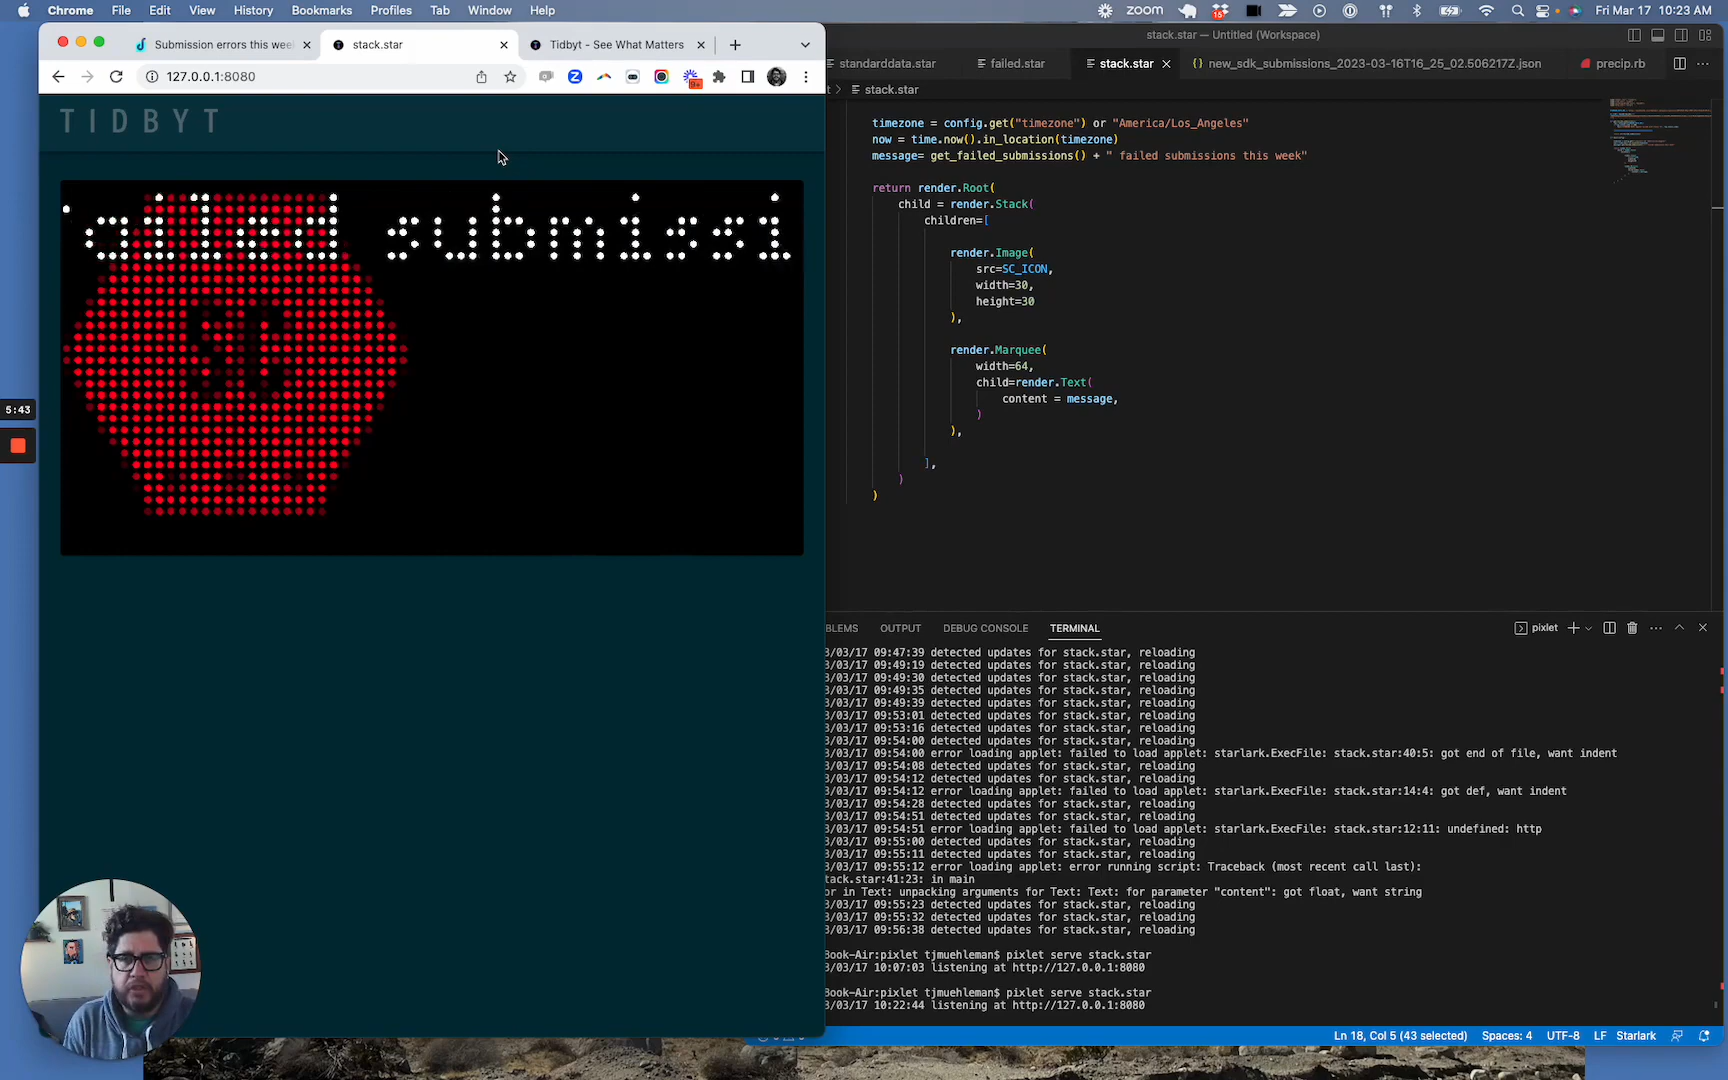 Chrome File Edit View History Bookmarks Profiles Tab Window Help
zoom
15
Fri Mar 17 10:23 AM
Submission errors this wee
stack.star
Tidbyt - See What Matters
127.0.0.1:8080
9+
TIDBYT
ailed submissi
5:43
stack.star — Untitled (Workspace)
standarddata.star
failed.star
stack.star
new_sdk_submissions_2023-03-16T16_25_02.506217Z.json
precip.rb
t > stack.star
timezone = config.get("timezone") or "America/Los_Angeles"
now = time.now().in_location(timezone)
message= get_failed_submissions() + " failed submissions this week"
return render.Root(
child = render.Stack(
children=[
render.Image(
src=SC_ICON,
width=30,
height=30
),
render.Marquee(
width=64,
child=render.Text(
content = message,
)
),
],
)
)
BLEMS OUTPUT DEBUG CONSOLE TERMINAL
pixlet
3/03/17 09:47:39 detected updates for stack.star, reloading
3/03/17 09:49:19 detected updates for stack.star, reloading
3/03/17 09:49:30 detected updates for stack.star, reloading
3/03/17 09:49:35 detected updates for stack.star, reloading
3/03/17 09:49:39 detected updates for stack.star, reloading
3/03/17 09:53:01 detected updates for stack.star, reloading
3/03/17 09:53:16 detected updates for stack.star, reloading
3/03/17 09:54:00 detected updates for stack.star, reloading
3/03/17 09:54:00 error loading applet: failed to load applet: starlark.ExecFile: stack.star:40:5: got end of file, want indent
3/03/17 09:54:08 detected updates for stack.star, reloading
3/03/17 09:54:12 detected updates for stack.star, reloading
3/03/17 09:54:12 error loading applet: failed to load applet: starlark.ExecFile: stack.star:14:4: got def, want indent
3/03/17 09:54:28 detected updates for stack.star, reloading
3/03/17 09:54:51 detected updates for stack.star, reloading
3/03/17 09:54:51 error loading applet: failed to load applet: starlark.ExecFile: stack.star:12:11: undefined: http
3/03/17 09:55:00 detected updates for stack.star, reloading
3/03/17 09:55:11 detected updates for stack.star, reloading
3/03/17 09:55:12 error loading applet: error running script: Traceback (most recent call last):
tack.star:41:23: in main
or in Text: unpacking arguments for Text: Text: for parameter "content": got float, want string
3/03/17 09:55:23 detected updates for stack.star, reloading
3/03/17 09:55:32 detected updates for stack.star, reloading
3/03/17 09:56:38 detected updates for stack.star, reloading
Book-Air:pixlet tjmuehleman$ pixlet serve stack.star
3/03/17 10:07:03 listening at http://127.0.0.1:8080
Book-Air:pixlet tjmuehleman$ pixlet serve stack.star
3/03/17 10:22:44 listening at http://127.0.0.1:8080
Ln 18, Col 5 (43 selected) Spaces: 4 UTF-8 LF Starlark